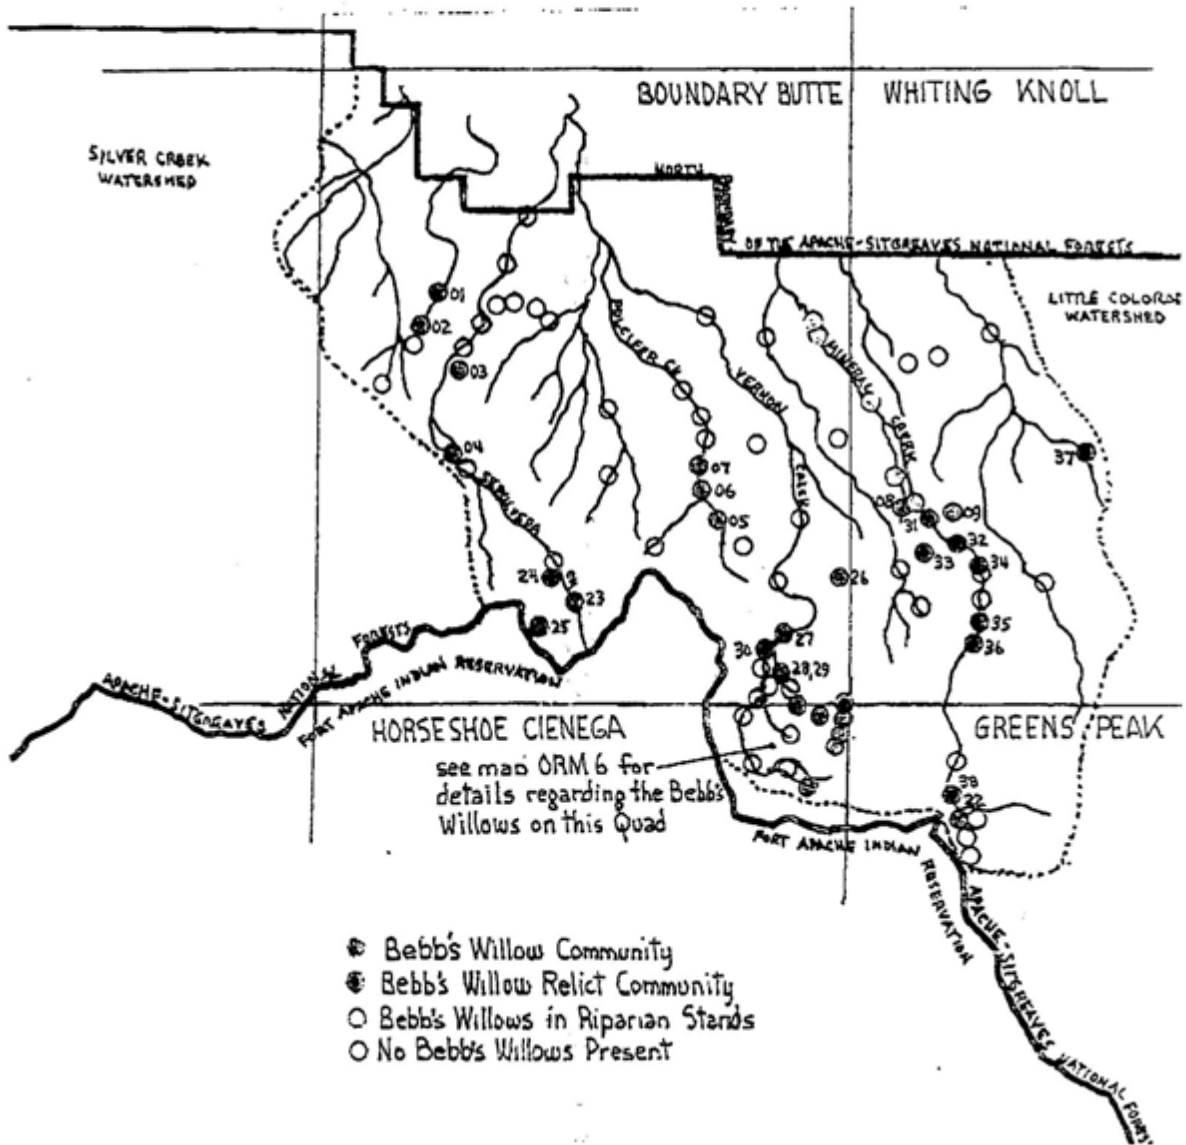 BOUNDARY BUTTE
WHITING KNOLL
SILVER CREEK
WATERSHED
NORTH
BOUNDARY
OF THE APACHE-SITGREAVES NATIONAL FORESTS
LITTLE COLORAD
WATERSHED
01
02
03
04
PULCIFER CK
VERNON
CREEK
MINERAL
CREEK
SEPULVEDA
07
06
05
37
08
31
09
32
33
34
35
36
24
23
25
26
27
30
28,29
FORESTS
NATIONAL
APACHE-SITGREAVES
FORT APACHE INDIAN RESERVATION
HORSESHOE CIENEGA
GREENS PEAK
see map ORM 6 for
details regarding the Bebb's
Willows on this Quad
38
22
FORT APACHE INDIAN
RESERVATION
APACHE-SITGREAVES NATIONAL FOREST
Bebb's Willow Community
Bebb's Willow Relict Community
Bebb's Willows in Riparian Stands
No Bebb's Willows Present